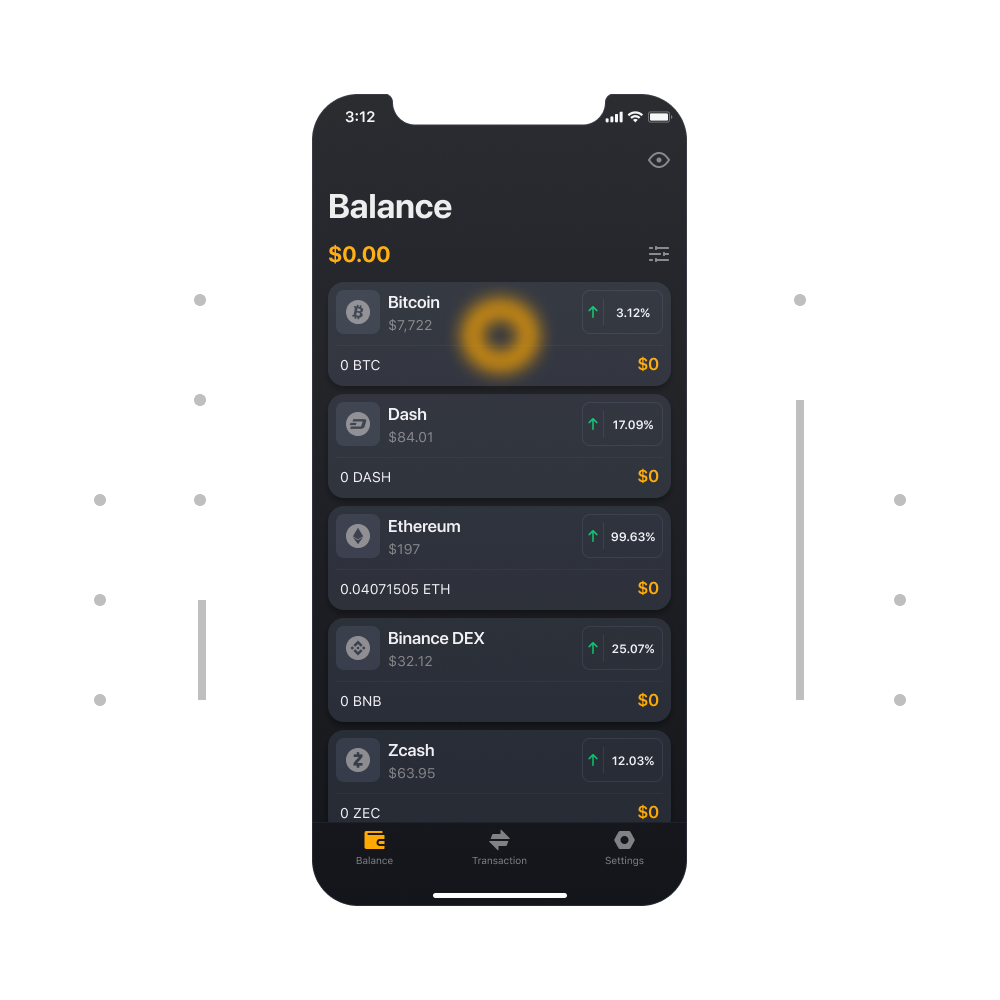 3:12
Balance
$0.00
Bitcoin
$7,722
3.12%
0 BTC
$0
Dash
$84.01
17.09%
0 DASH
$0
Ethereum
$197
99.63%
0.04071505 ETH
$0
Binance DEX
$32.12
25.07%
0 BNB
$0
Zcash
$63.95
12.03%
0 ZEC
$0
Balance
Transaction
Settings